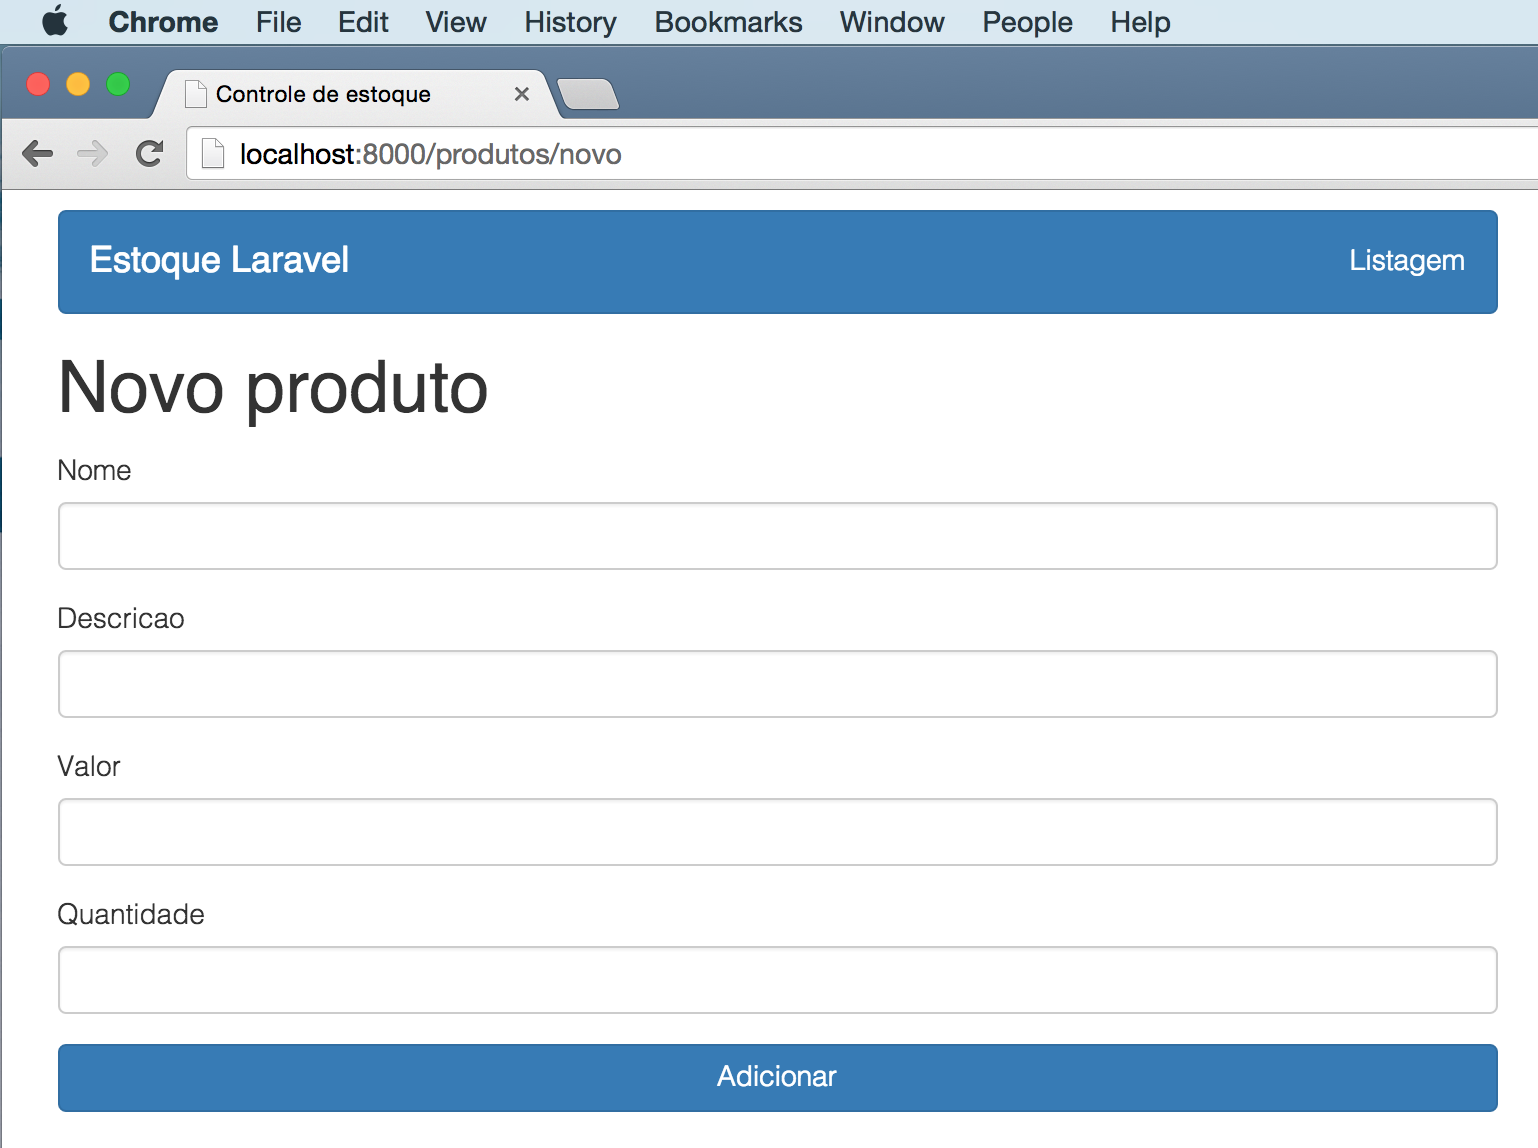 Chrome File Edit View History Bookmarks Window People Help
Controle de estoque
localhost:8000/produtos/novo
Estoque Laravel Listagem
Novo produto
Nome
Descricao
Valor
Quantidade
Adicionar